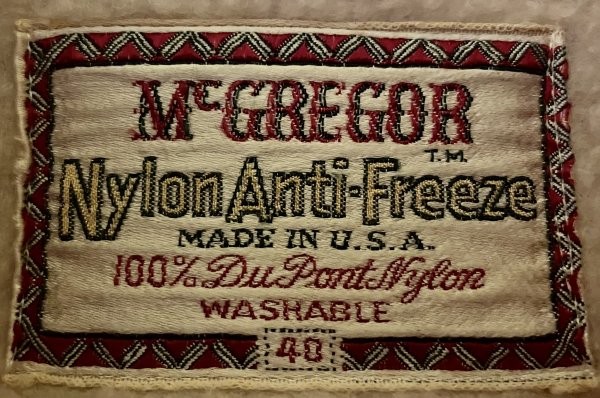 McGREGOR
T.M.
Nylon Anti-Freeze
MADE IN U.S.A.
100% Du Pont Nylon
WASHABLE
40